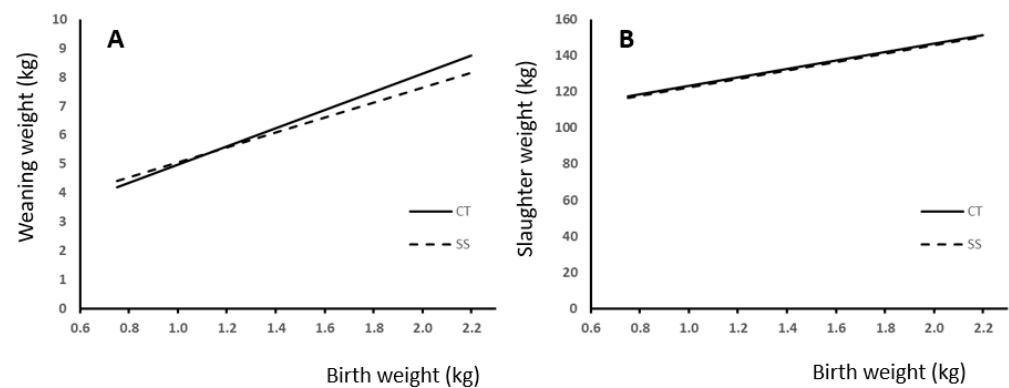 A
Weaning weight (kg)
10
9
8
7
6
5
4
3
2
1
0
0.6 0.8 1.0 1.2 1.4 1.6 1.8 2.0 2.2
Birth weight (kg)
CT
SS
B
Slaughter weight (kg)
160
140
120
100
80
60
40
20
0
0.6 0.8 1.0 1.2 1.4 1.6 1.8 2.0 2.2
Birth weight (kg)
CT
SS